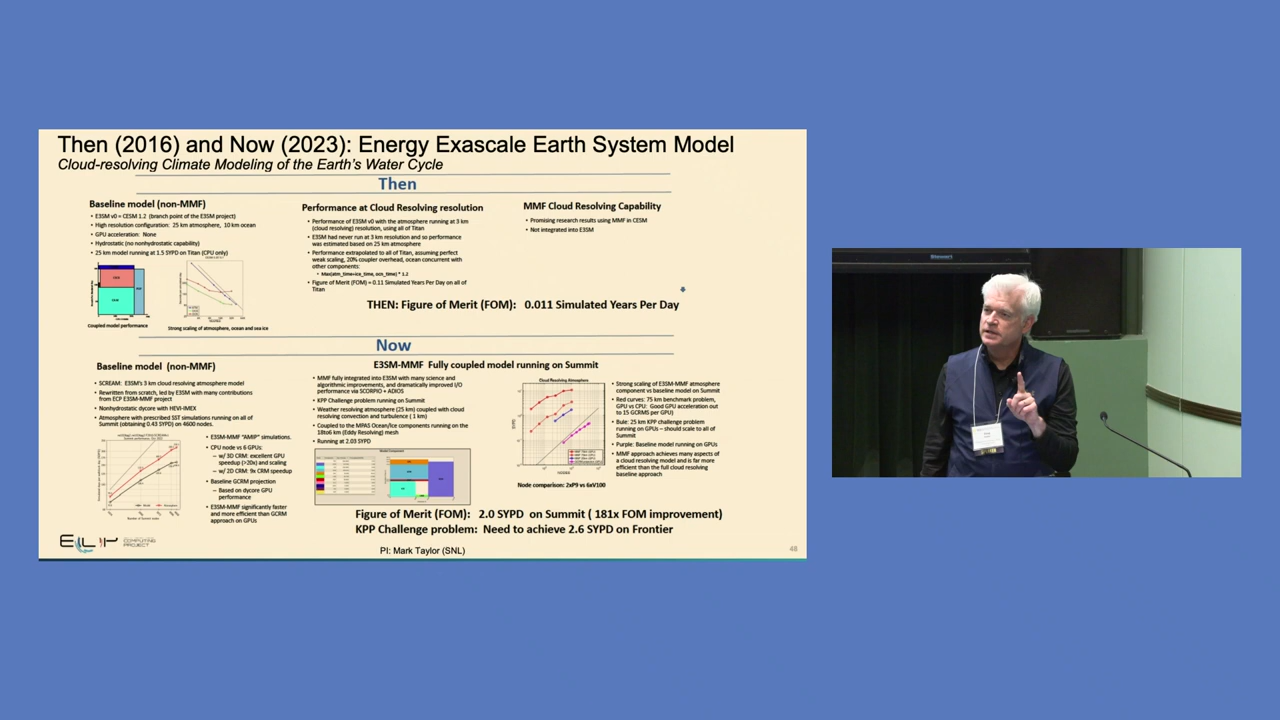 Then (2016) and Now (2023): Energy Exascale Earth System Model
Cloud-resolving Climate Modeling of the Earth's Water Cycle
Then
Baseline model (non-MMF)
• E3SM v0 = CESM 1.2 (branch point of the E3SM project)
• High resolution configuration: 25 km atmosphere, 10 km ocean
• GPU acceleration: None
• Hydrostatic (no nonhydrostatic capability)
• 25 km model running at 1.5 SYPD on Titan (CPU only)
Coupled model performance
Strong scaling of atmosphere, ocean and sea ice
Performance at Cloud Resolving resolution
• Performance of E3SM v0 with the atmosphere running at 3 km
(cloud resolving) resolution, using all of Titan
• E3SM had never run at 3 km resolution and so performance
was estimated based on 25 km atmosphere
• Performance extrapolated to all of Titan, assuming perfect
weak scaling, 20% coupler overhead, ocean concurrent with
other components:
• Max(atm_time+ice_time, ocn_time) * 1.2
• Figure of Merit (FOM) = 0.11 Simulated Years Per Day on all of
Titan
MMF Cloud Resolving Capability
• Promising research results using MMF in CESM
• Not integrated into E3SM
THEN: Figure of Merit (FOM): 0.011 Simulated Years Per Day
Now
Baseline model (non-MMF)
• SCREAM: E3SM's 3 km cloud resolving atmosphere model
• Rewritten from scratch, led by E3SM with many contributions
from ECP E3SM-MMF project
• Nonhydrostatic dycore with HEVI-IMEX
• Atmosphere with prescribed SST simulations running on all of
Summit (obtaining 0.43 SYPD) on 4600 nodes.
• E3SM-MMF "AMIP" simulations.
• CPU node vs 6 GPUs:
– w/ 3D CRM: excellent GPU
speedup (>20x) and scaling
– w/ 2D CRM: 9x CRM speedup
• Baseline GCRM projection
– Based on dycore GPU
performance
• E3SM-MMF significantly faster
and more efficient than GCRM
approach on GPUs
E3SM-MMF Fully coupled model running on Summit
• MMF fully integrated into E3SM with many science and
algorithmic improvements, and dramatically improved I/O
performance via SCORPIO + ADIOS
• KPP Challenge problem running on Summit
• Weather resolving atmosphere (25 km) coupled with cloud
resolving convection and turbulence ( 1 km)
• Coupled to the MPAS Ocean/Ice components running on the
18to6 km (Eddy Resolving) mesh
• Running at 2.03 SYPD
Cloud Resolving Atmosphere
NODES
Node comparison: 2xP9 vs 6xV100
• Strong scaling of E3SM-MMF atmosphere
component vs baseline model on Summit
• Red curves: 75 km benchmark problem,
GPU vs CPU: Good GPU acceleration out
to 15 GCRMS per GPU)
• Bule: 25 km KPP challenge problem
running on GPUs – should scale to all of
Summit
• Purple: Baseline model running on GPUs
• MMF approach achieves many aspects of
a cloud resolving model and is far more
efficient than the full cloud resolving
baseline approach
Figure of Merit (FOM): 2.0 SYPD on Summit ( 181x FOM improvement)
KPP Challenge problem: Need to achieve 2.6 SYPD on Frontier
COMPUTING
PROJECT
PI: Mark Taylor (SNL)
48
Stewart